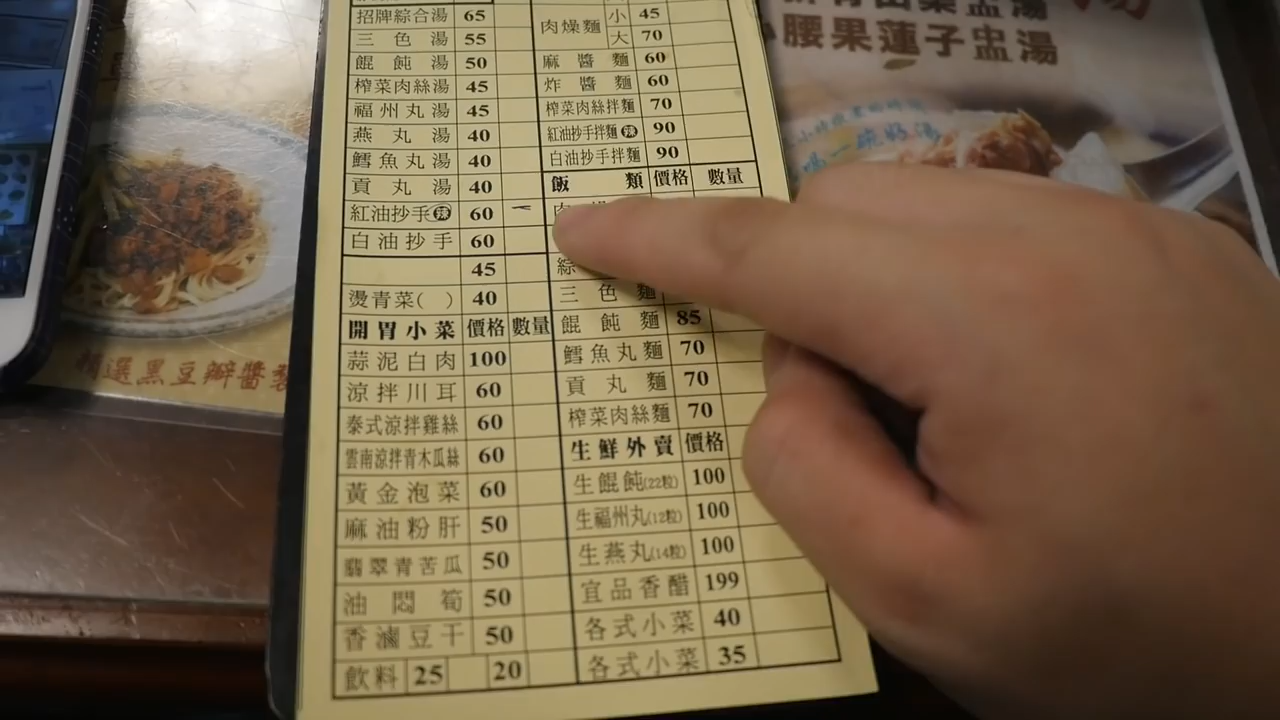 招牌綜合湯 65
三色湯 55
餛飩湯 50
榨菜肉絲湯 45
福州丸湯 45
燕丸湯 40
鱈魚丸湯 40
貢丸湯 40
紅油抄手辣 60
白油抄手 60
45
燙青菜( ) 40
開胃小菜 價格 數量
蒜泥白肉 100
涼拌川耳 60
泰式涼拌雞絲 60
雲南涼拌青木瓜絲 60
黃金泡菜 60
麻油粉肝 50
翡翠青苦瓜 50
油悶筍 50
香滷豆干 50
飲料 25 20
肉燥麵 小 45
大 70
麻醬麵 60
炸醬麵 60
榨菜肉絲拌麵 70
紅油抄手拌麵辣 90
白油抄手拌麵 90
飯類 價格 數量
綜
三色麵
餛飩麵 85
鱈魚丸麵 70
貢丸麵 70
榨菜肉絲麵 70
生鮮外賣 價格
生餛飩(22粒) 100
生福州丸(12粒) 100
生燕丸(14粒) 100
宜品香醋 199
各式小菜 40
各式小菜 35
精選黑豆瓣醬
腰果蓮子盅湯
喝一碗好湯